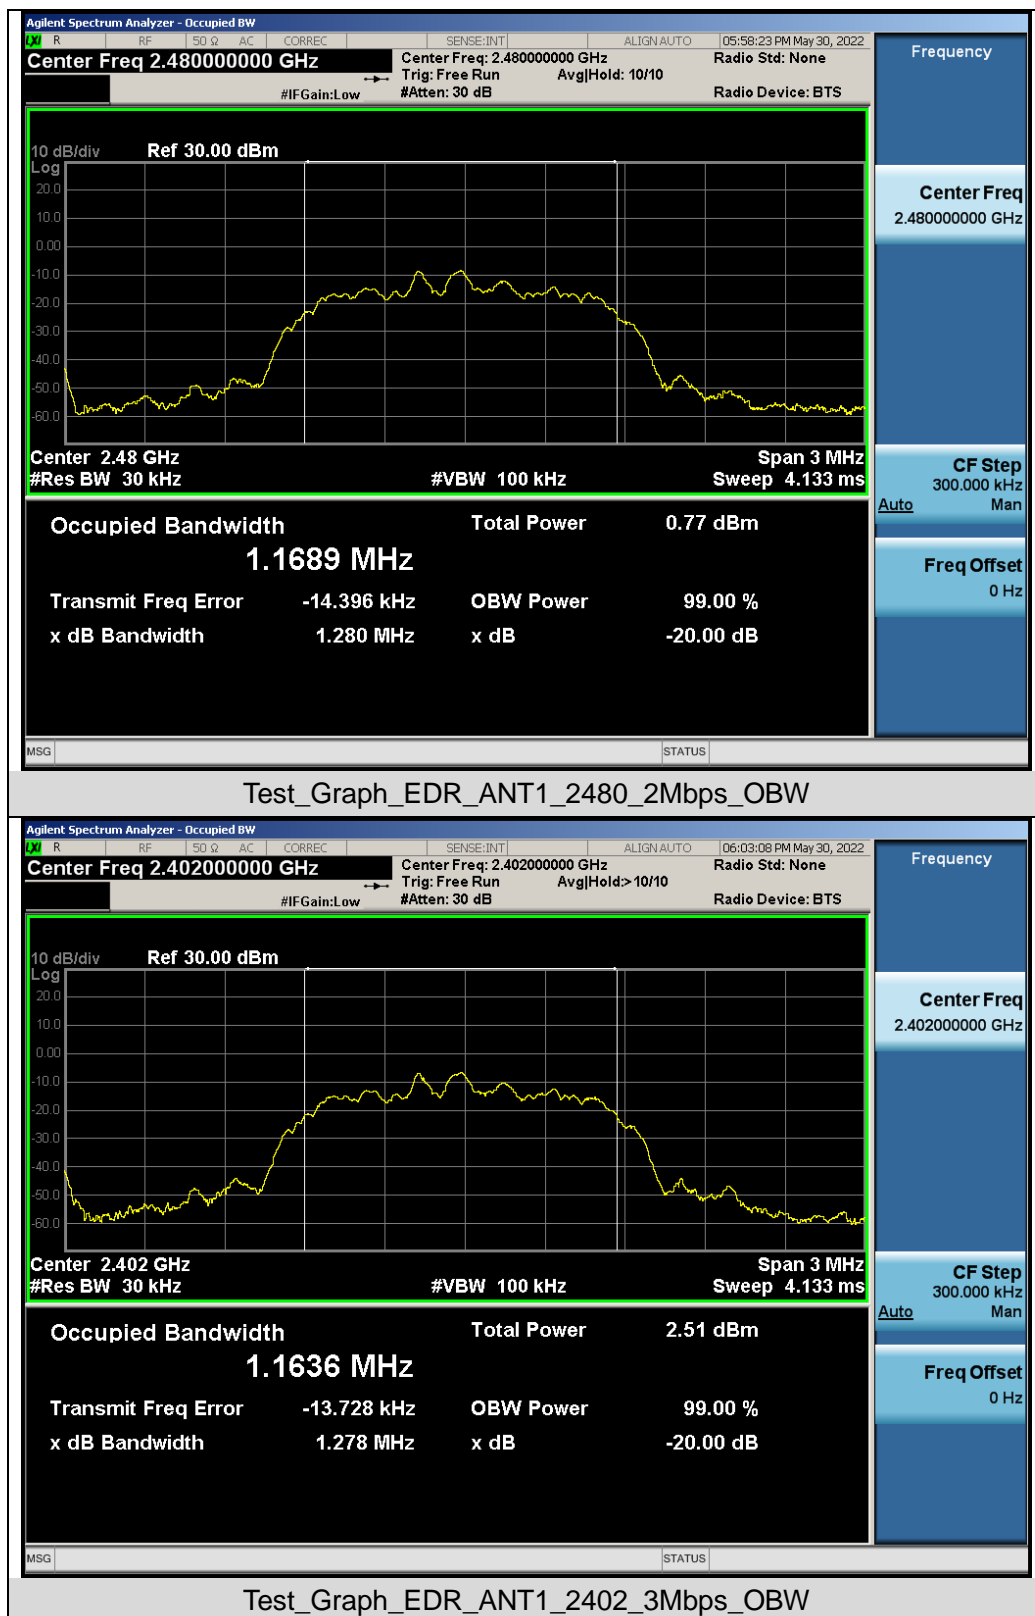 Agilent Spectrum Analyzer - Occupied BW
LXI R RF 50 Ω AC CORREC SENSE:INT ALIGN AUTO 05:58:23 PM May 30, 2022
Center Freq 2.480000000 GHz
Center Freq: 2.480000000 GHz
Radio Std: None
Trig: Free Run Avg|Hold: 10/10
#IFGain:Low #Atten: 30 dB Radio Device: BTS
Frequency
10 dB/div Ref 30.00 dBm
Log
20.0
10.0
0.00
-10.0
-20.0
-30.0
-40.0
-50.0
-60.0
Center Freq
2.480000000 GHz
Center 2.48 GHz Span 3 MHz
#Res BW 30 kHz #VBW 100 kHz Sweep 4.133 ms
CF Step
300.000 kHz
Auto Man
Occupied Bandwidth Total Power 0.77 dBm
1.1689 MHz
Transmit Freq Error -14.396 kHz OBW Power 99.00 %
x dB Bandwidth 1.280 MHz x dB -20.00 dB
Freq Offset
0 Hz
MSG STATUS
Test_Graph_EDR_ANT1_2480_2Mbps_OBW
Agilent Spectrum Analyzer - Occupied BW
LXI R RF 50 Ω AC CORREC SENSE:INT ALIGN AUTO 06:03:08 PM May 30, 2022
Center Freq 2.402000000 GHz
Center Freq: 2.402000000 GHz
Radio Std: None
Trig: Free Run Avg|Hold:>10/10
#IFGain:Low #Atten: 30 dB Radio Device: BTS
Frequency
10 dB/div Ref 30.00 dBm
Log
20.0
10.0
0.00
-10.0
-20.0
-30.0
-40.0
-50.0
-60.0
Center Freq
2.402000000 GHz
Center 2.402 GHz Span 3 MHz
#Res BW 30 kHz #VBW 100 kHz Sweep 4.133 ms
CF Step
300.000 kHz
Auto Man
Occupied Bandwidth Total Power 2.51 dBm
1.1636 MHz
Transmit Freq Error -13.728 kHz OBW Power 99.00 %
x dB Bandwidth 1.278 MHz x dB -20.00 dB
Freq Offset
0 Hz
MSG STATUS
Test_Graph_EDR_ANT1_2402_3Mbps_OBW